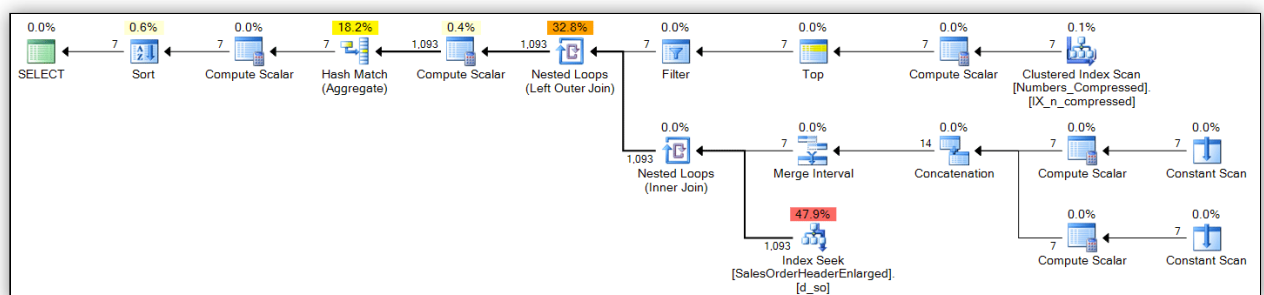 0.0% 0.6% 0.0% 18.2% 0.4% 32.8% 0.0% 0.0% 0.0% 0.1%
7 7 7 7 1,093 1,093 7 7 7 7
SELECT Sort Compute Scalar Hash Match Compute Scalar Nested Loops Filter Top Compute Scalar Clustered Index Scan
(Aggregate) (Left Outer Join) [Numbers_Compressed].
[IX_n_compressed]
0.0% 0.0% 0.0% 0.0% 0.0%
1,093 7 14 7 7
Nested Loops Merge Interval Concatenation Compute Scalar Constant Scan
(Inner Join)
47.9% 0.0% 0.0%
1,093 7 7
Index Seek Compute Scalar Constant Scan
[SalesOrderHeaderEnlarged].
[d_so]